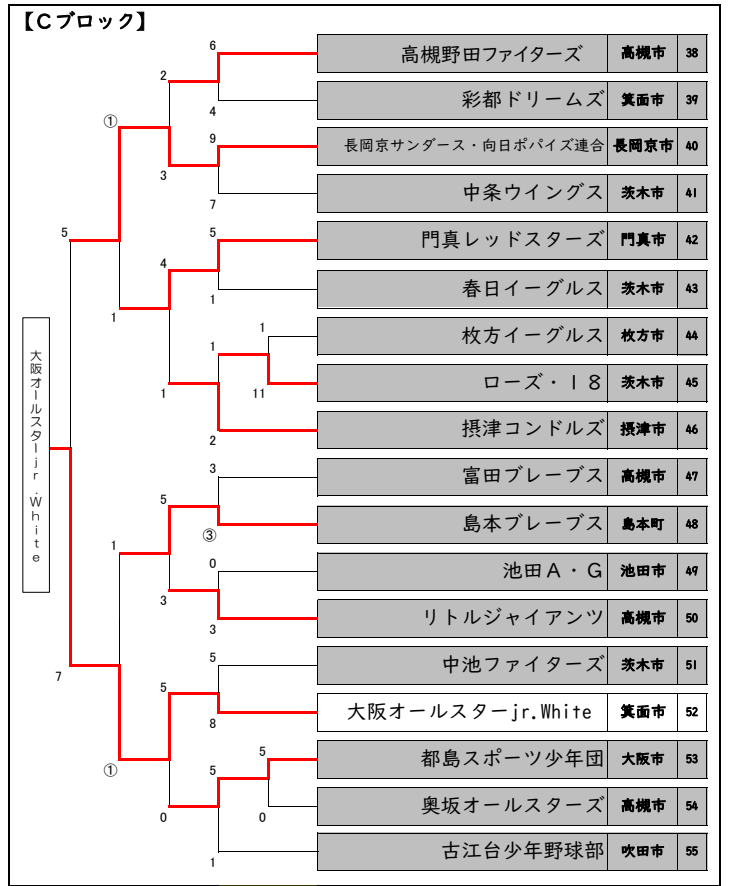 【Cブロック】
6
高槻野田ファイターズ 高槻市 38
2
4
彩都ドリームズ 箕面市 39
①
9
長岡京サンダース・向日ポパイズ連合 長岡京市 40
3
7
中条ウイングス 茨木市 41
5
5
門真レッドスターズ 門真市 42
4
1
春日イーグルス 茨木市 43
1
1
枚方イーグルス 枚方市 44
1
1
11
ローズ・I8 茨木市 45
2
摂津コンドルズ 摂津市 46
3
富田ブレーブス 高槻市 47
5
③
島本ブレーブス 島本町 48
1
0
池田A・G 池田市 49
3
3
リトルジャイアンツ 高槻市 50
5
中池ファイターズ 茨木市 51
7
5
8
大阪オールスターjr.White 箕面市 52
5
都島スポーツ少年団 大阪市 53
①
5
0
0
奥坂オールスターズ 高槻市 54
1
古江台少年野球部 吹田市 55
大阪オールスターjr.White